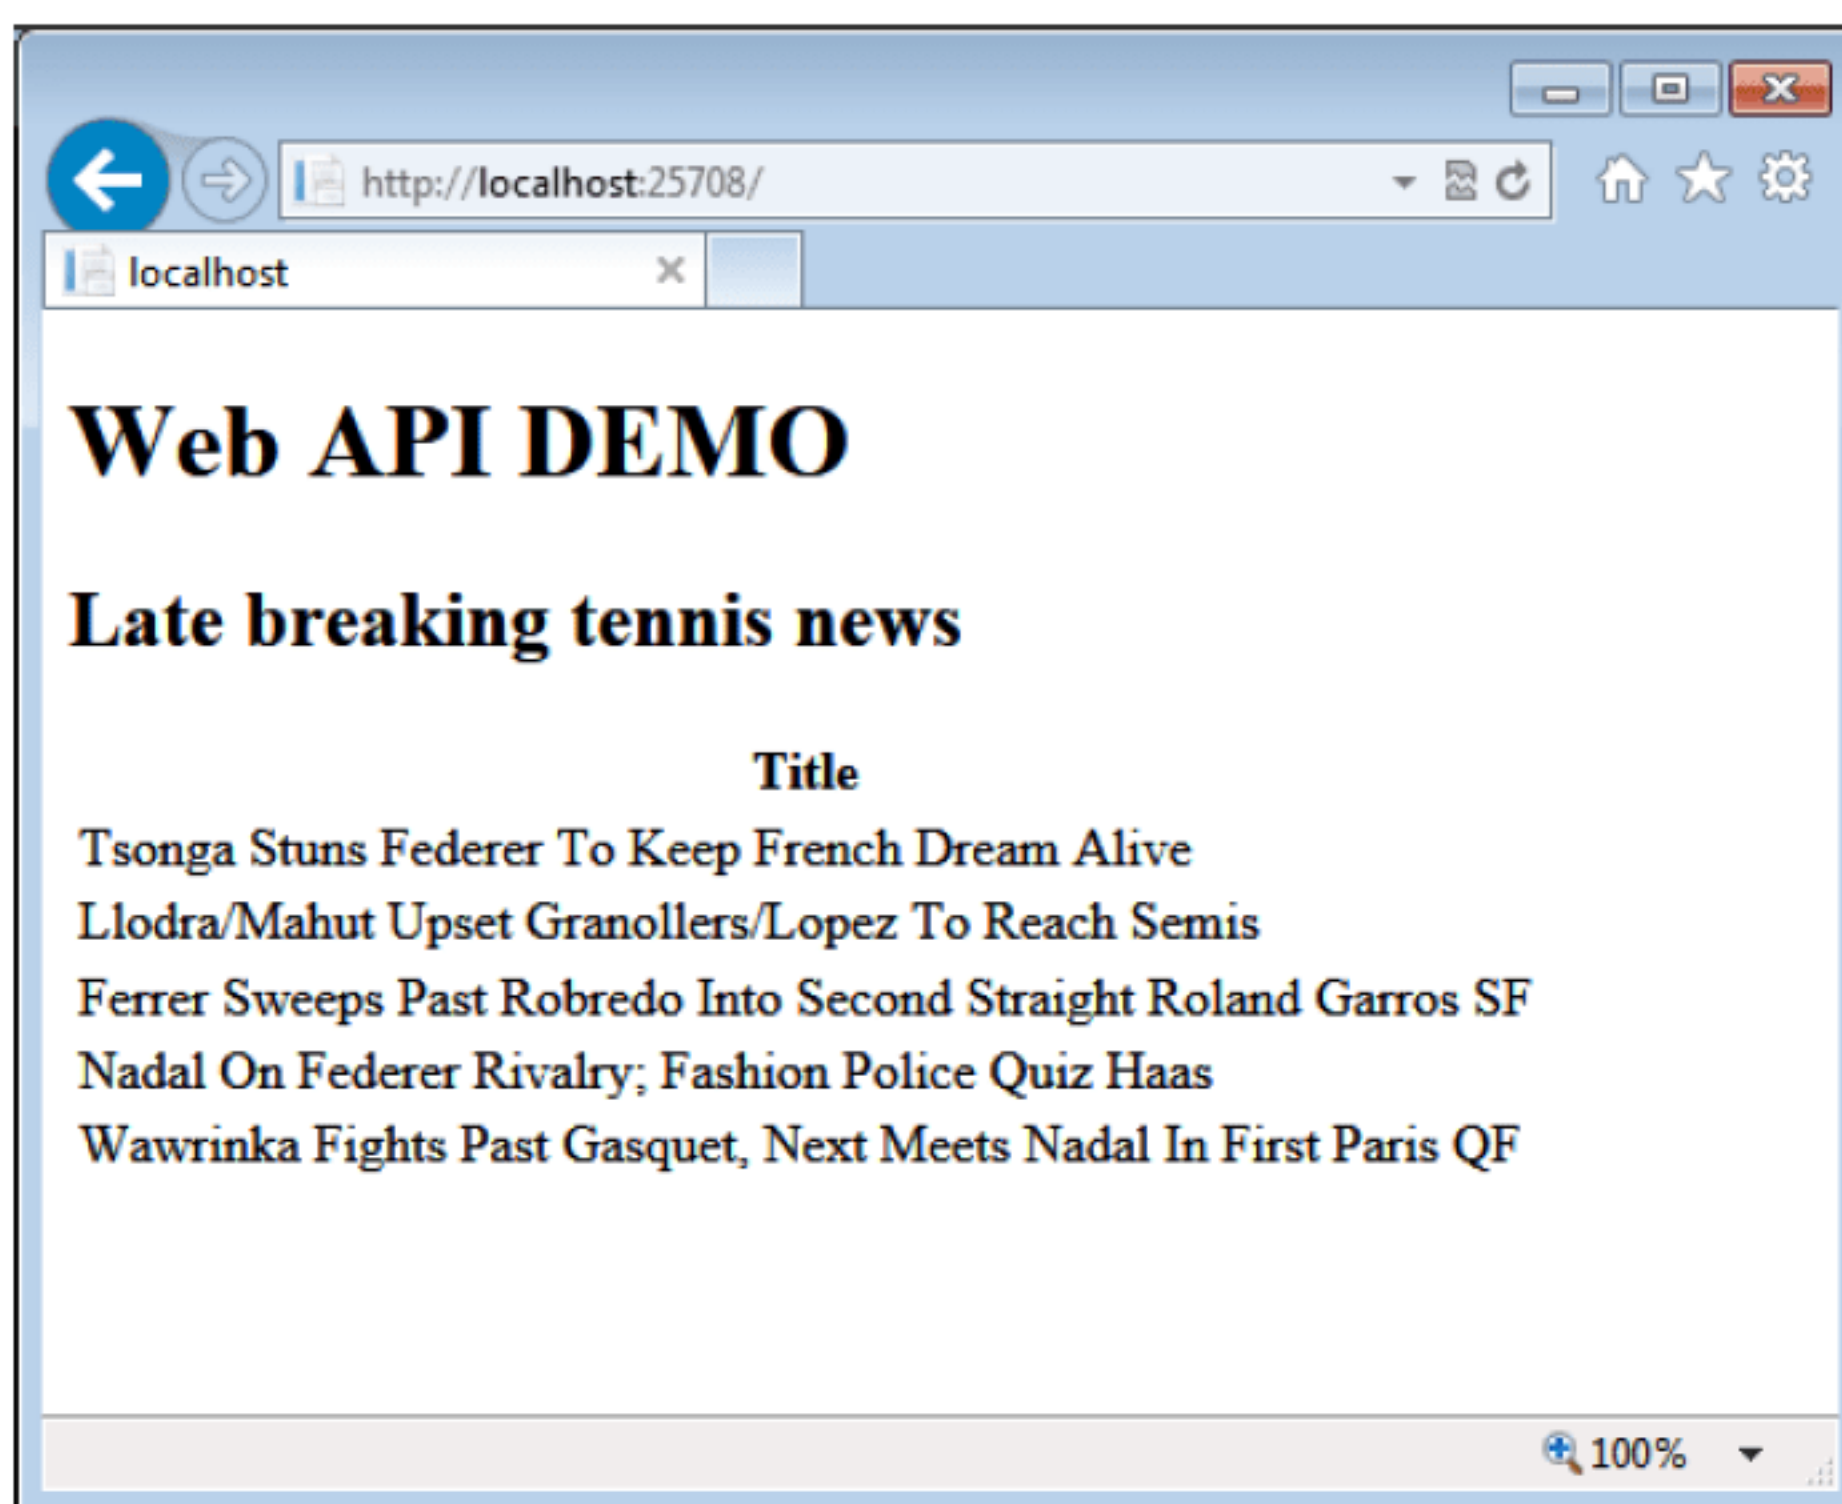 http://localhost:25708/
localhost
Web API DEMO
Late breaking tennis news
Title
Tsonga Stuns Federer To Keep French Dream Alive
Llodra/Mahut Upset Granollers/Lopez To Reach Semis
Ferrer Sweeps Past Robredo Into Second Straight Roland Garros SF
Nadal On Federer Rivalry; Fashion Police Quiz Haas
Wawrinka Fights Past Gasquet, Next Meets Nadal In First Paris QF
100%